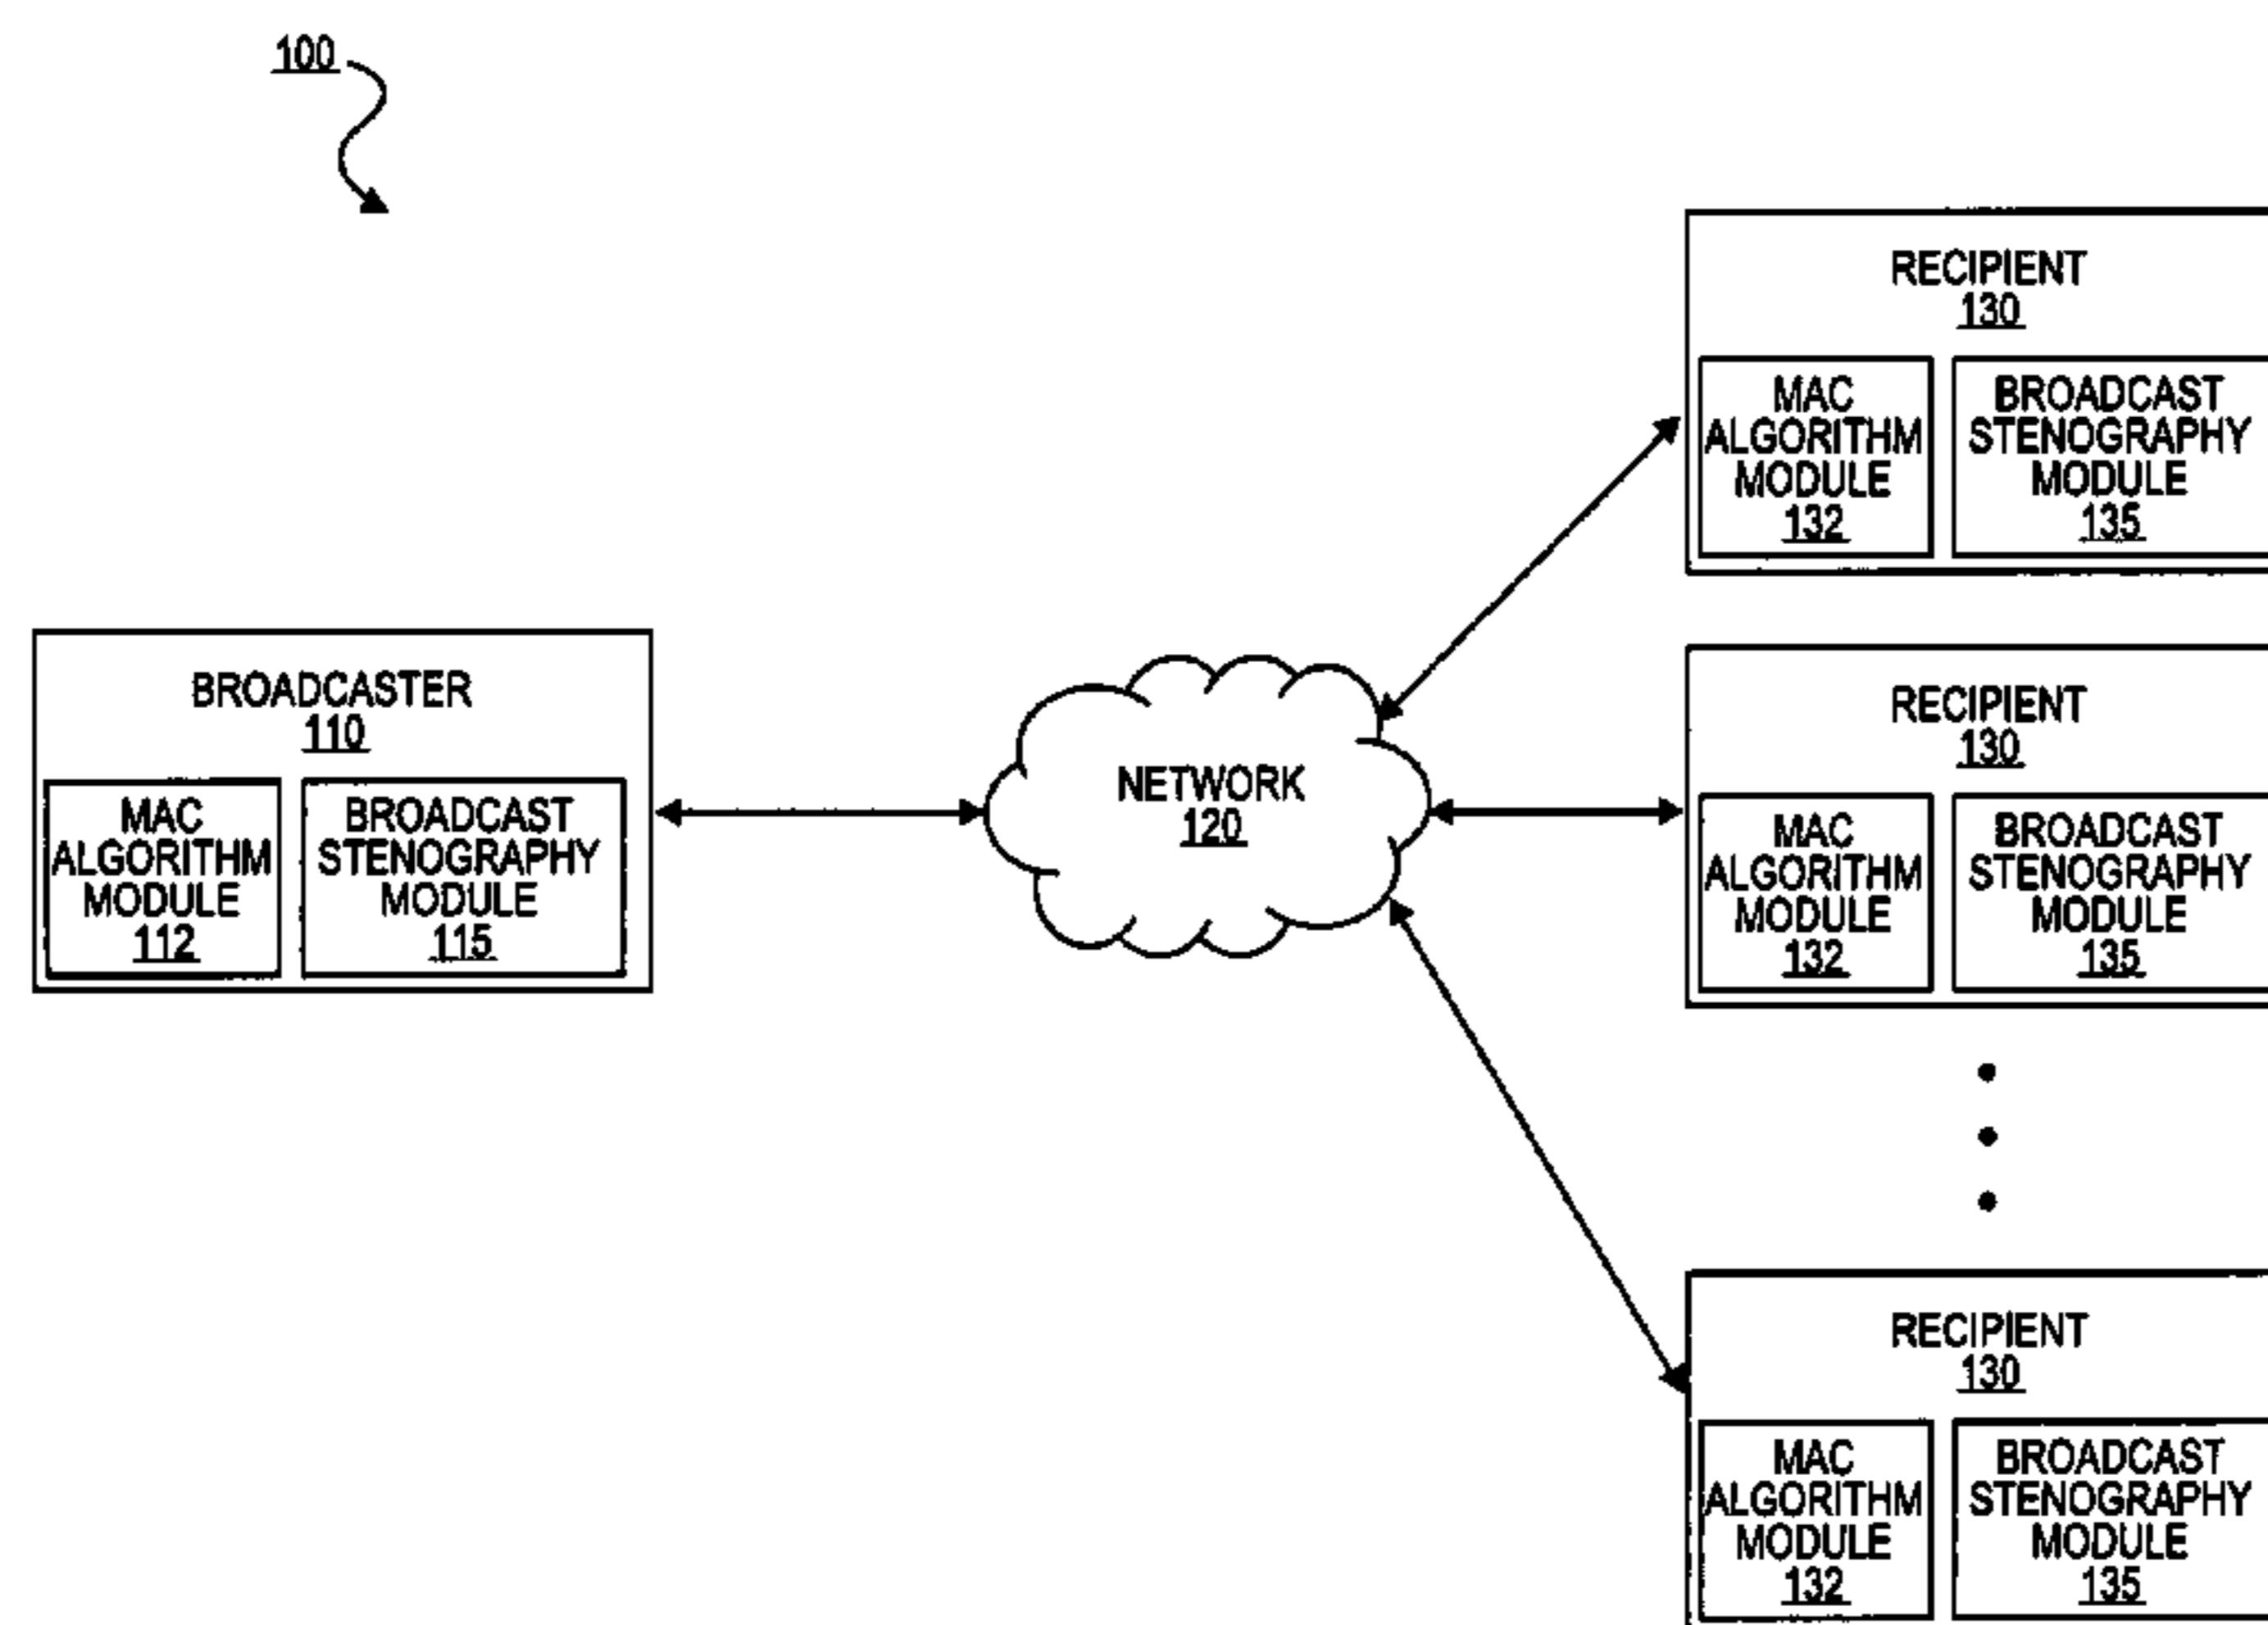 100
RECIPIENT
130
MAC
ALGORITHM
MODULE
132
BROADCAST
STENOGRAPHY
MODULE
135
BROADCASTER
110
MAC
ALGORITHM
MODULE
112
BROADCAST
STENOGRAPHY
MODULE
115
NETWORK
120
RECIPIENT
130
MAC
ALGORITHM
MODULE
132
BROADCAST
STENOGRAPHY
MODULE
135
RECIPIENT
130
MAC
ALGORITHM
MODULE
132
BROADCAST
STENOGRAPHY
MODULE
135